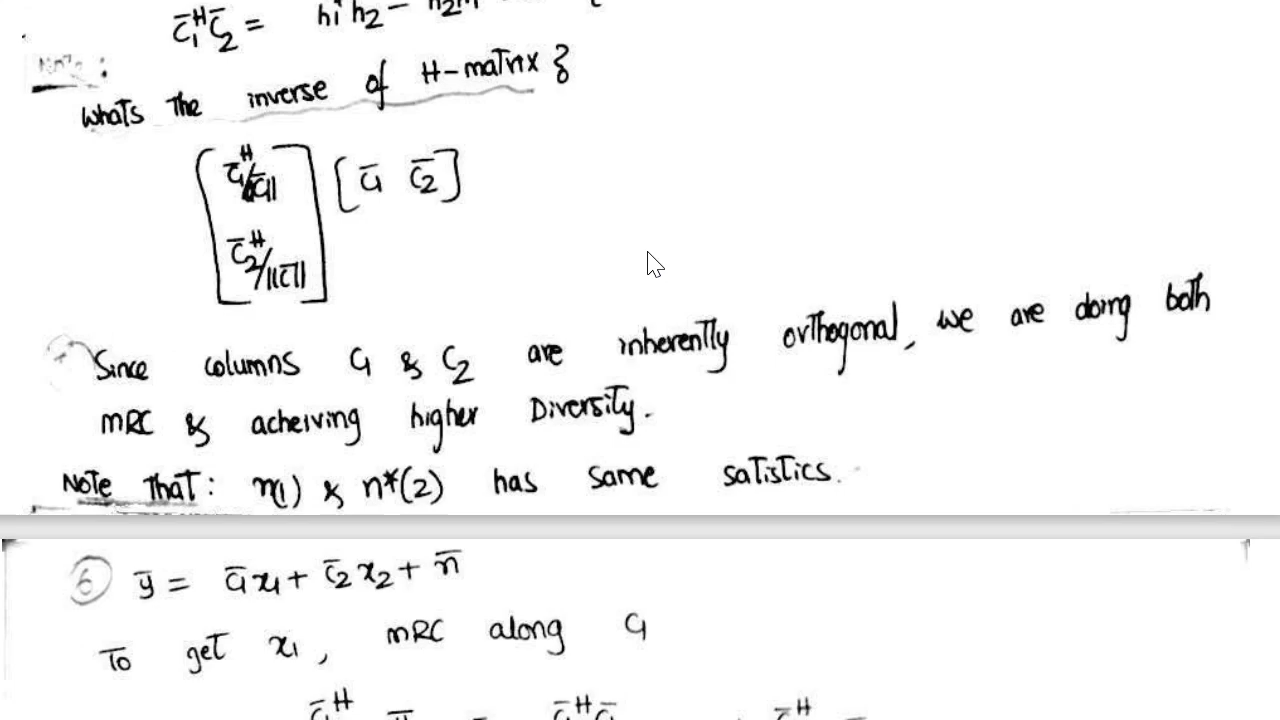 C̄₁ᴴC̄₂ = h₁* h₂ -
Whats The inverse of H-matrix }
[ C̄₁ᴴ/||C̄₁|| ] [ C̄₁ C̄₂ ]
[ C̄₂ᴴ/||C̄|| ]
Since columns C₁ & C₂ are inherently orthogonal, we are doing both
MRC & acheiving higher Diversity.
Note That: n(1) & n*(2) has same satistics.
6 ȳ = C̄₁x₁ + C̄₂x₂ + n̄
To get x₁, MRC along C₁